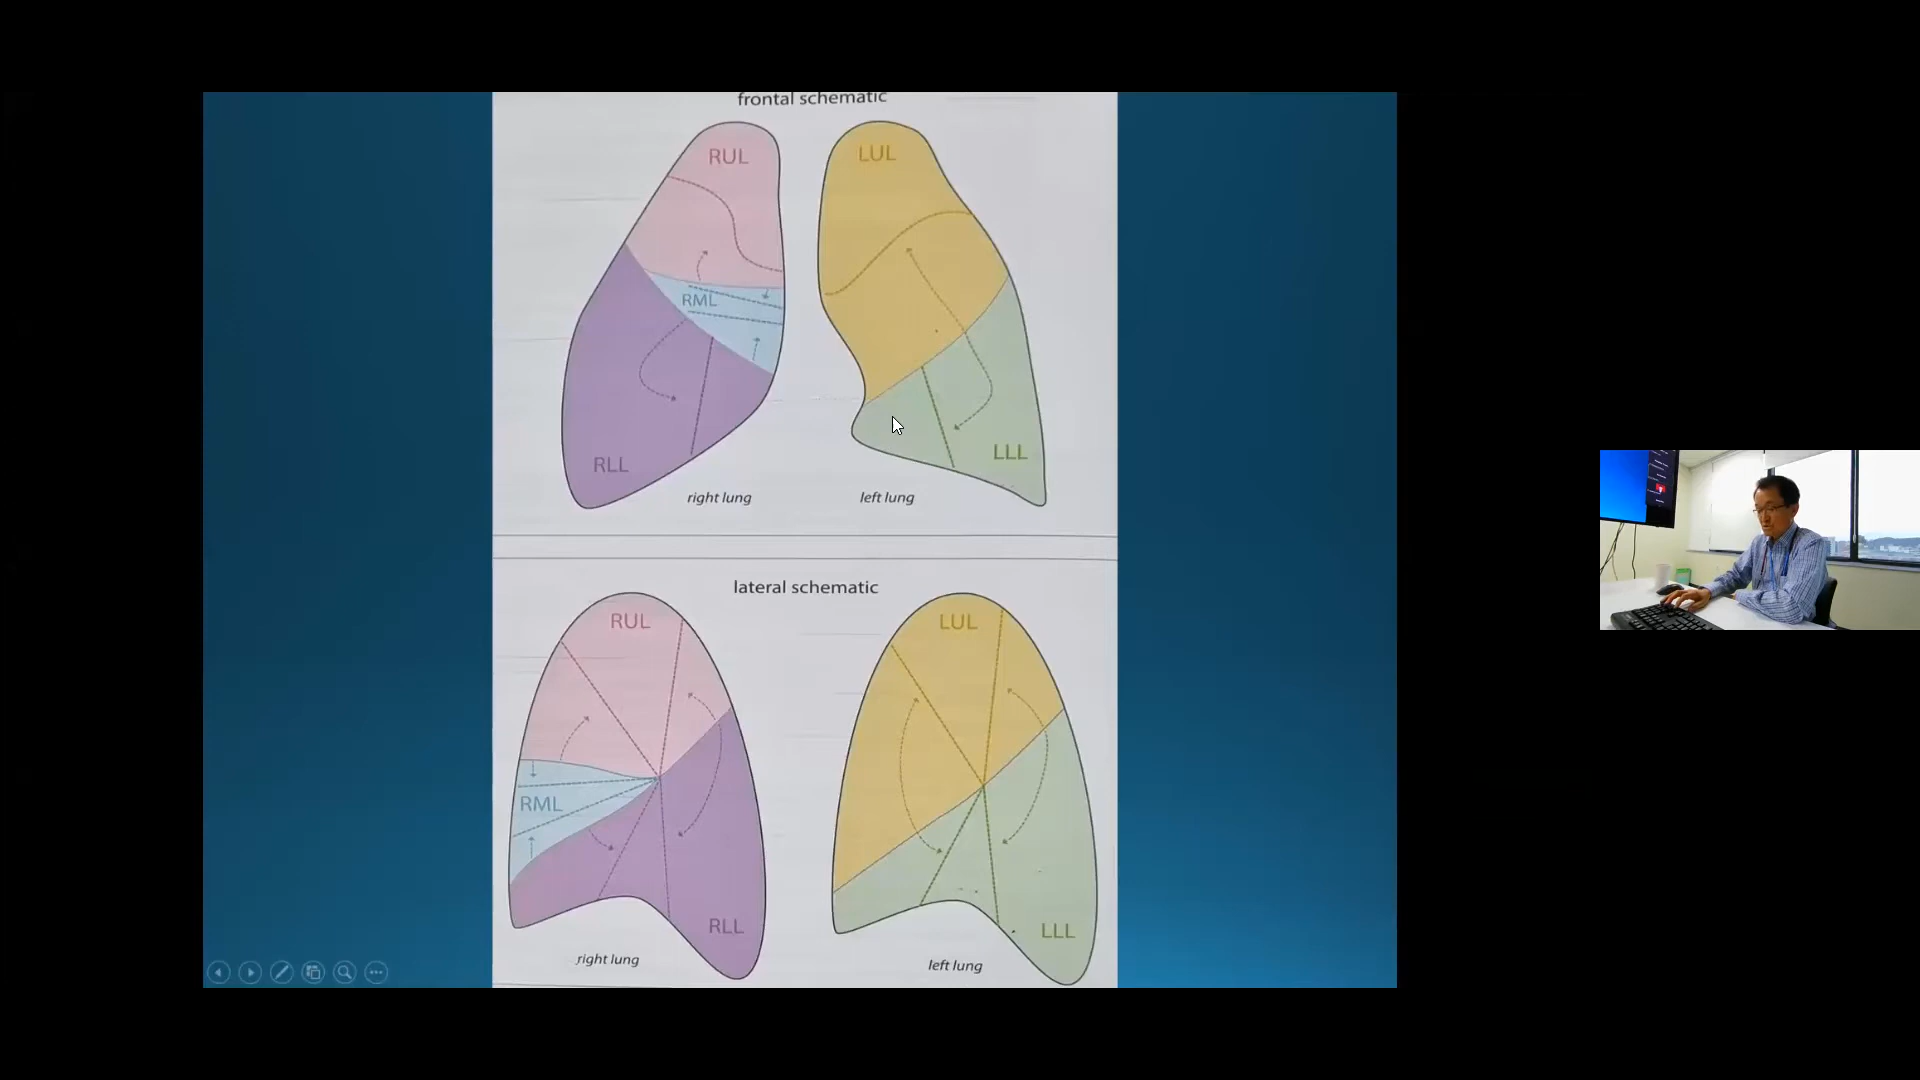 frontal schematic
RUL
LUL
RML
RLL
LLL
right lung
left lung
lateral schematic
RUL
LUL
RML
RLL
LLL
right lung
left lung